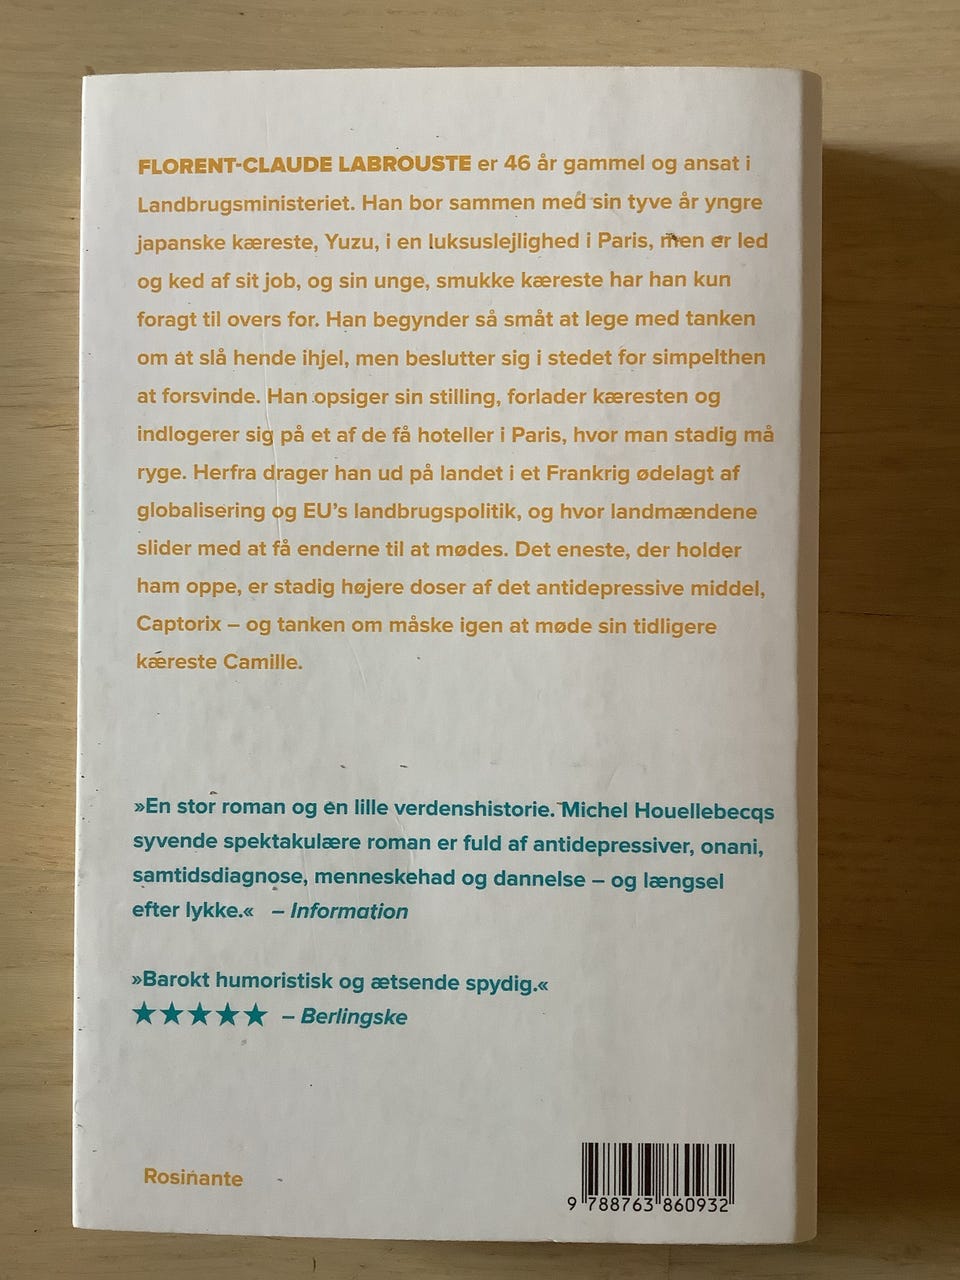 FLORENT-CLAUDE LABROUSTE er 46 år gammel og ansat i
Landbrugsministeriet. Han bor sammen med sin tyve år yngre
japanske kæreste, Yuzu, i en luksuslejlighed i Paris, men er led
og ked af sit job, og sin unge, smukke kæreste har han kun
foragt til overs for. Han begynder så småt at lege med tanken
om at slå hende ihjel, men beslutter sig i stedet for simpelthen
at forsvinde. Han opsiger sin stilling, forlader kæresten og
indlogerer sig på et af de få hoteller i Paris, hvor man stadig må
ryge. Herfra drager han ud på landet i et Frankrig ødelagt af
globalisering og EU's landbrugspolitik, og hvor landmændene
slider med at få enderne til at mødes. Det eneste, der holder
ham oppe, er stadig højere doser af det antidepressive middel,
Captorix – og tanken om måske igen at møde sin tidligere
kæreste Camille.
»En stor roman og en lille verdenshistorie. Michel Houellebecqs
syvende spektakulære roman er fuld af antidepressiver, onani,
samtidsdiagnose, menneskehad og dannelse – og længsel
efter lykke.« – Information
»Barokt humoristisk og ætsende spydig.«
★★★★★ – Berlingske
Rosinante
9 788763 860932